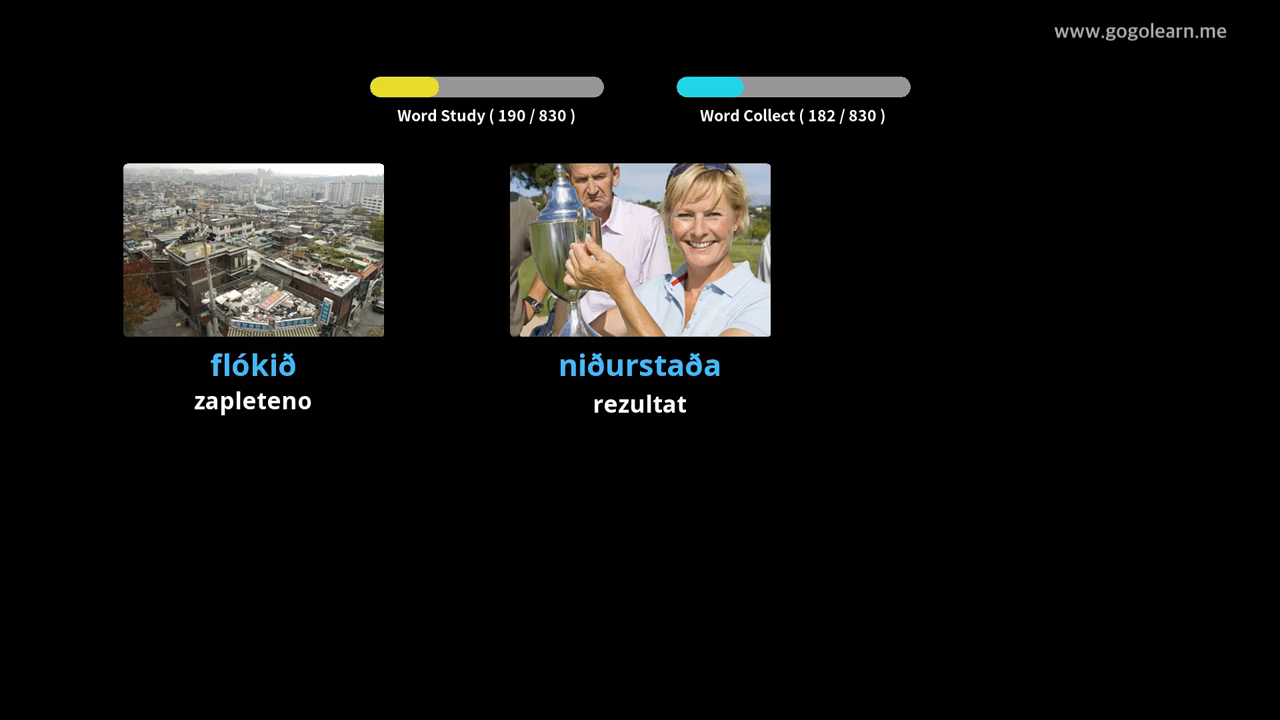 www.gogolearn.me
Word Study ( 190 / 830 )
Word Collect ( 182 / 830 )
flókið
zapleteno
niðurstaða
rezultat